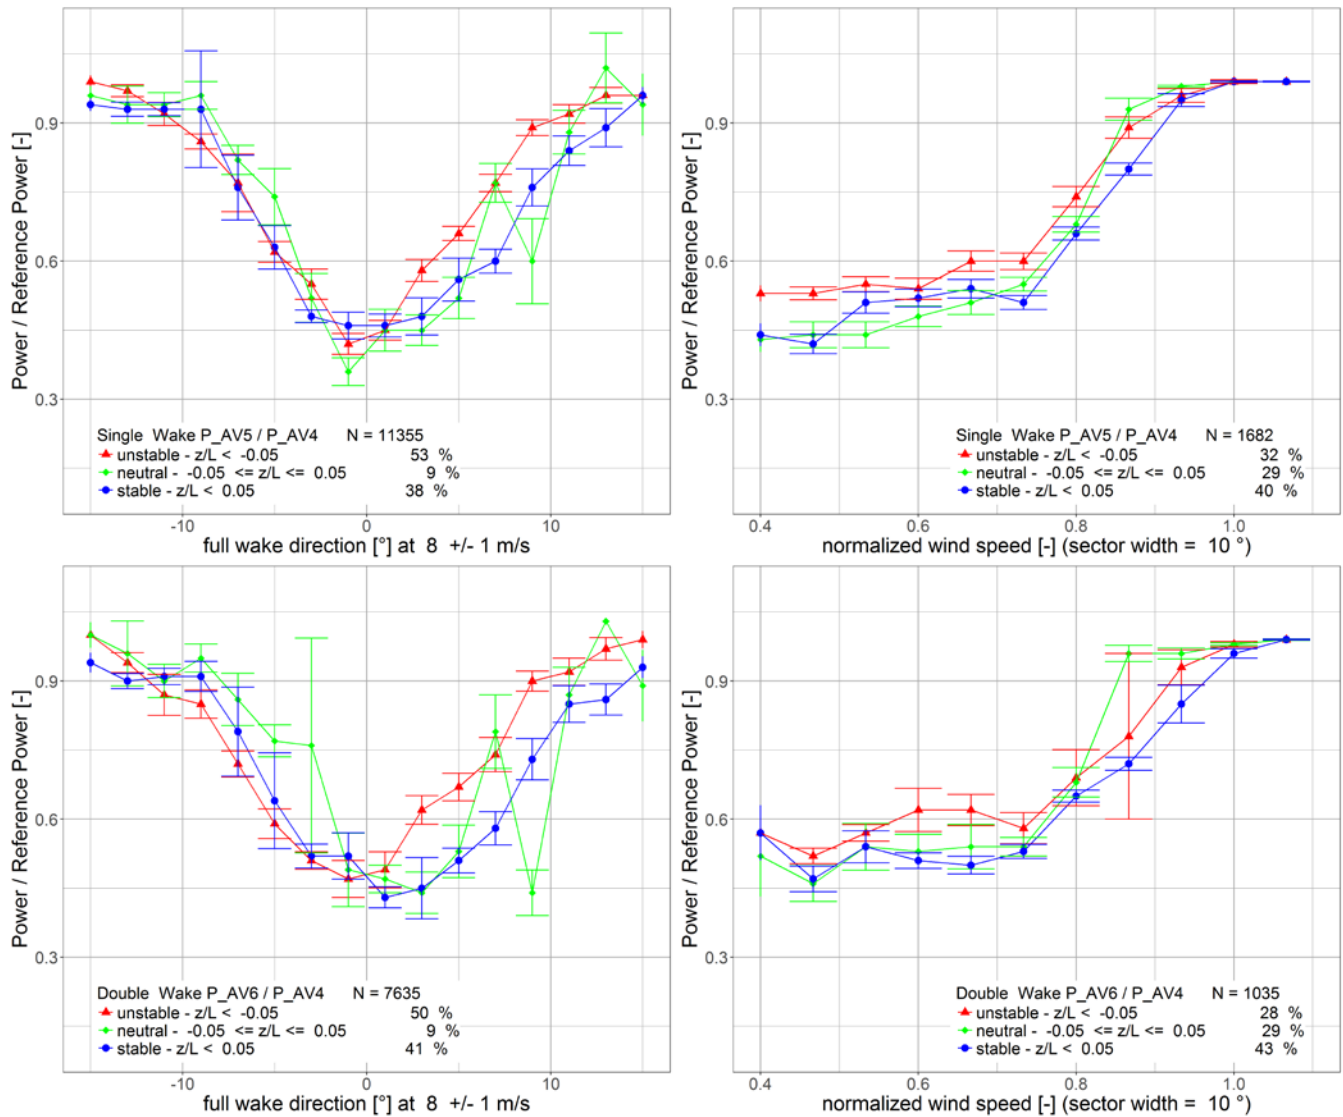 Power / Reference Power [-]
0.9
0.6
0.3
Single Wake P_AV5 / P_AV4 N = 11355
unstable - z/L < -0.05 53 %
neutral - -0.05 <= z/L <= 0.05 9 %
stable - z/L < 0.05 38 %
-10 0 10
full wake direction [°] at 8 +/- 1 m/s
Power / Reference Power [-]
0.9
0.6
0.3
Single Wake P_AV5 / P_AV4 N = 1682
unstable - z/L < -0.05 32 %
neutral - -0.05 <= z/L <= 0.05 29 %
stable - z/L < 0.05 40 %
0.4 0.6 0.8 1.0
normalized wind speed [-] (sector width = 10 °)
Power / Reference Power [-]
0.9
0.6
0.3
Double Wake P_AV6 / P_AV4 N = 7635
unstable - z/L < -0.05 50 %
neutral - -0.05 <= z/L <= 0.05 9 %
stable - z/L < 0.05 41 %
-10 0 10
full wake direction [°] at 8 +/- 1 m/s
Power / Reference Power [-]
0.9
0.6
0.3
Double Wake P_AV6 / P_AV4 N = 1035
unstable - z/L < -0.05 28 %
neutral - -0.05 <= z/L <= 0.05 29 %
stable - z/L < 0.05 43 %
0.4 0.6 0.8 1.0
normalized wind speed [-] (sector width = 10 °)